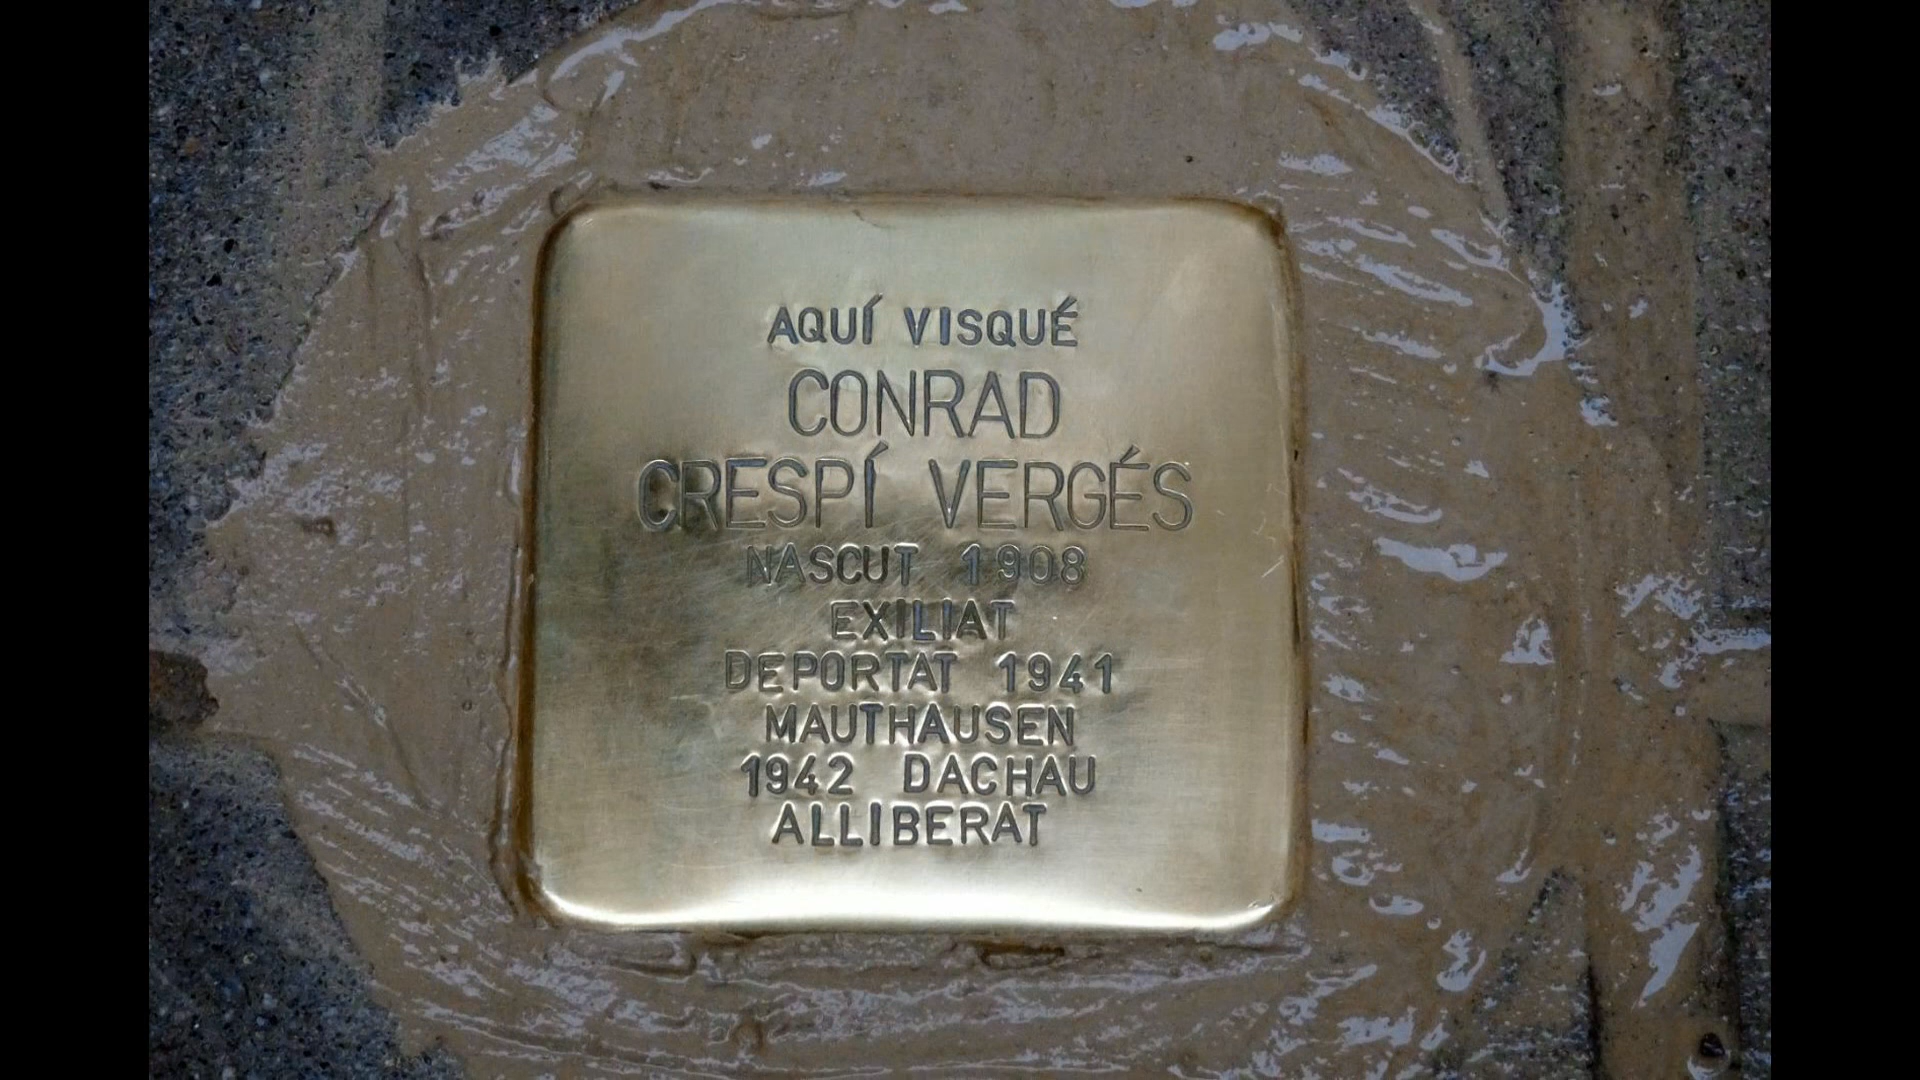 AQUÍ VISQUÉ
CONRAD
CRESPÍ VERGÉS
NASCUT 1908
EXILIAT
DEPORTAT 1941
MAUTHAUSEN
1942 DACHAU
ALLIBERAT